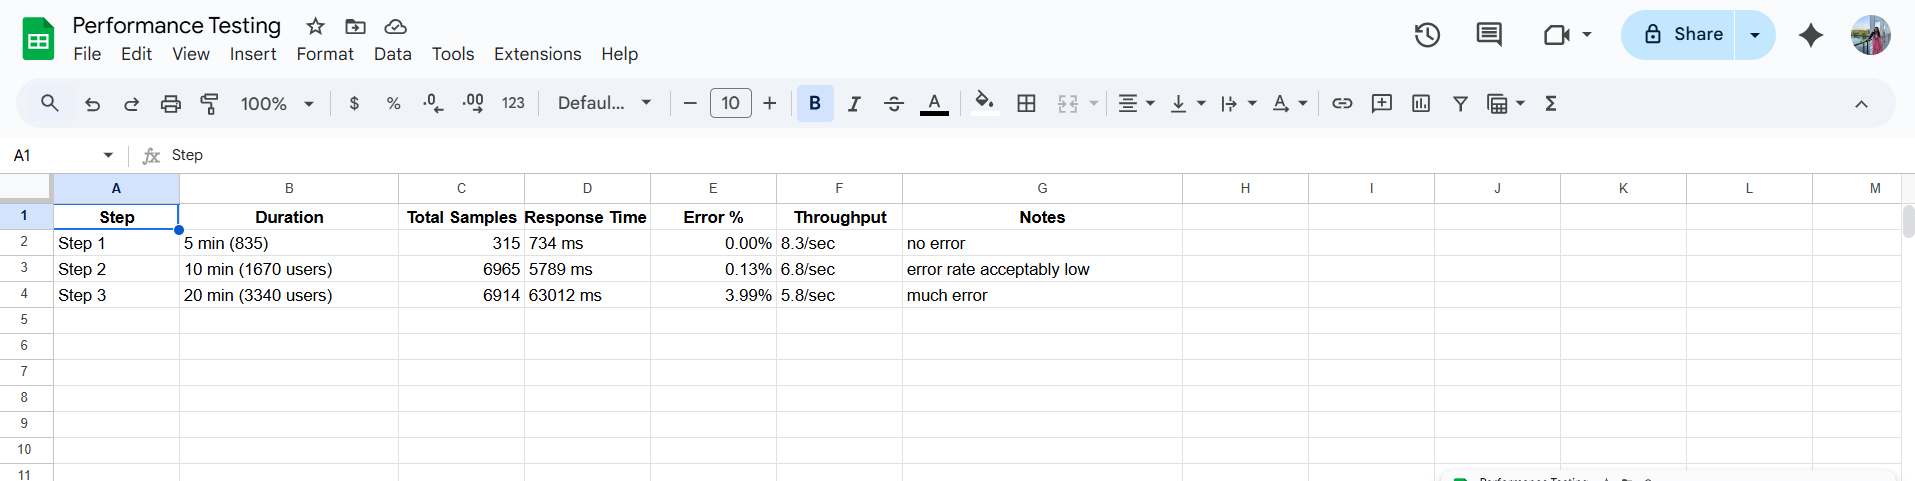 Performance Testing
File Edit View Insert Format Data Tools Extensions Help
Share
100% $ % .0 .00 123 Defaul... 10 B I A Σ
A1 fx Step
A B C D E F G H I J K L M
1 Step Duration Total Samples Response Time Error % Throughput Notes
2 Step 1 5 min (835) 315 734 ms 0.00% 8.3/sec no error
3 Step 2 10 min (1670 users) 6965 5789 ms 0.13% 6.8/sec error rate acceptably low
4 Step 3 20 min (3340 users) 6914 63012 ms 3.99% 5.8/sec much error
5
6
7
8
9
10
11